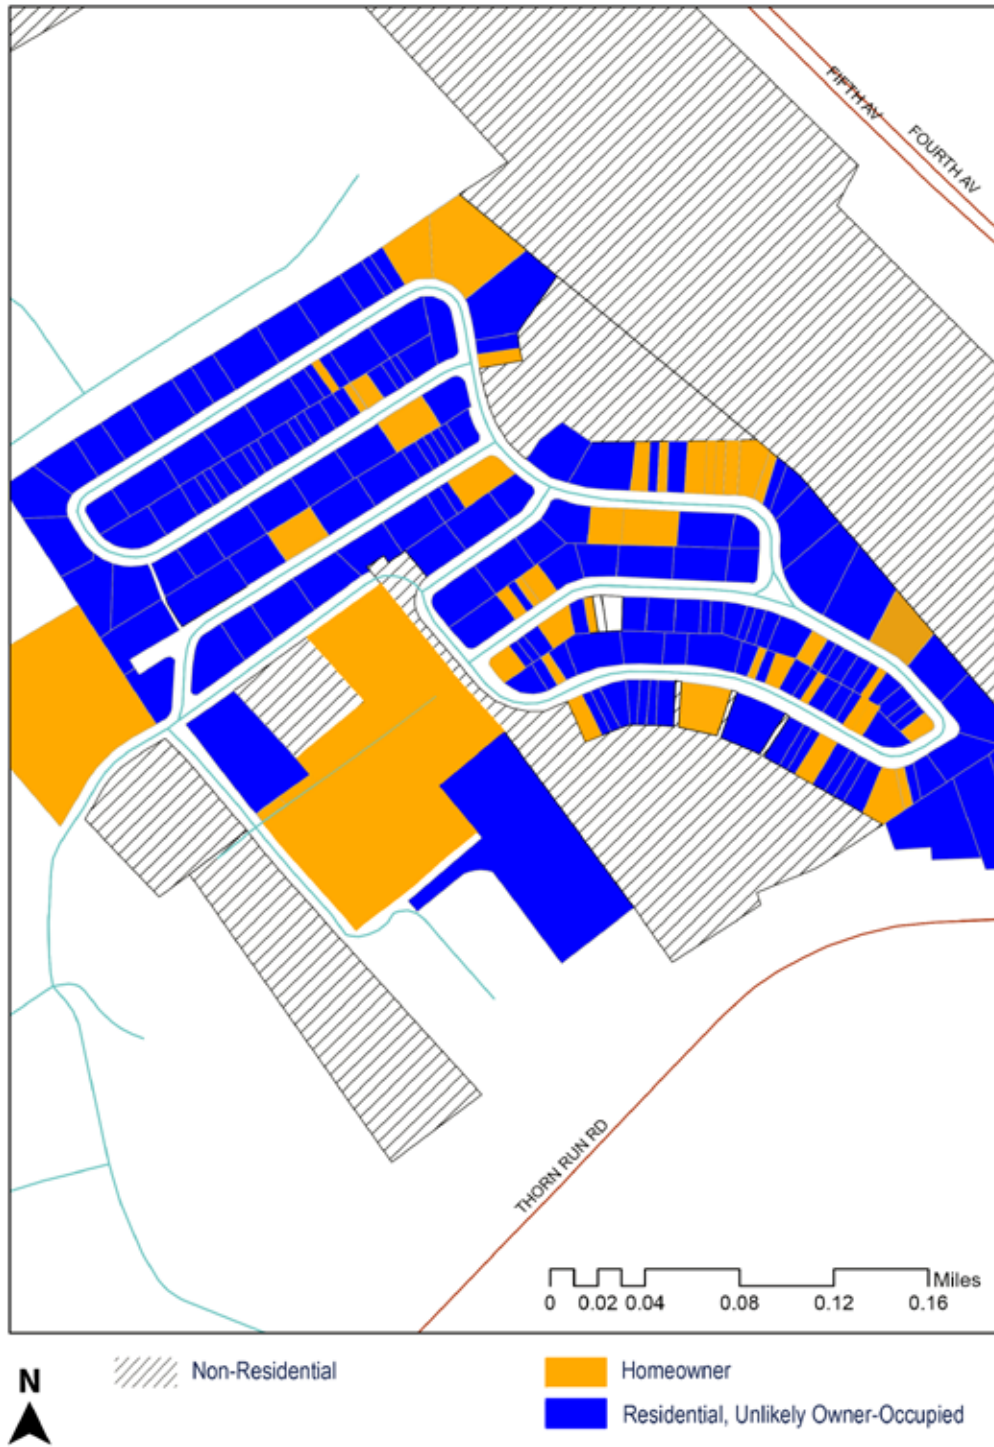 FIFTH AV
FOURTH AV
THORN RUN RD
Miles
0 0.02 0.04 0.08 0.12 0.16
N
Non-Residential
Homeowner
Residential, Unlikely Owner-Occupied